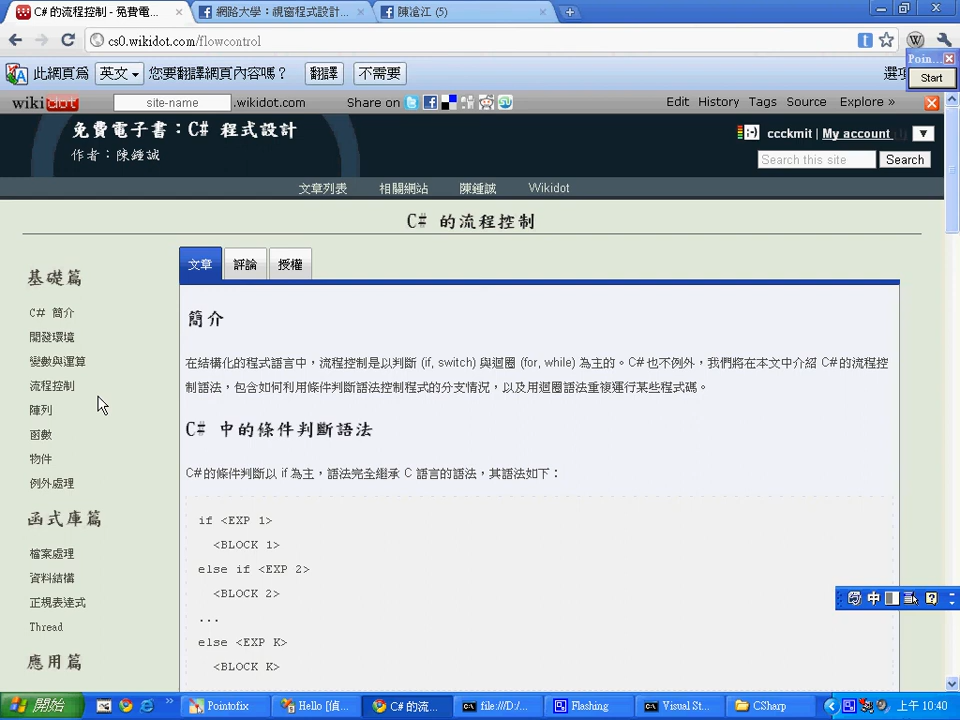 C# 的流程控制 - 免費電...
網路大學：視窗程式設計...
陳滄江 (5)
cs0.wikidot.com/flowcontrol
此網頁為 英文 您要翻譯網頁內容嗎？ 翻譯 不需要 選項
Poin...
Start
wikidot site-name .wikidot.com Share on Edit History Tags Source Explore »
免費電子書：C# 程式設計
作者：陳鍾誠
ccckmit | My account
Search this site Search
文章列表 相關網站 陳鍾誠 Wikidot
C# 的流程控制
基礎篇
C# 簡介
開發環境
變數與運算
流程控制
陣列
函數
物件
例外處理
函式庫篇
檔案處理
資料結構
正規表達式
Thread
應用篇
文章 評論 授權
簡介
在結構化的程式語言中，流程控制是以判斷 (if, switch) 與迴圈 (for, while) 為主的。C# 也不例外，我們將在本文中介紹 C# 的流程控
制語法，包含如何利用條件判斷語法控制程式的分支情況，以及用迴圈語法重複運行某些程式碼。
C# 中的條件判斷語法
C# 的條件判斷以 if 為主，語法完全繼承 C 語言的語法，其語法如下：
if <EXP 1>
<BLOCK 1>
else if <EXP 2>
<BLOCK 2>
...
else <EXP K>
<BLOCK K>
中
開始 Pointofix Hello [偵... C# 的流... file:///D:/... Flashing Visual St... CSharp 上午 10:40